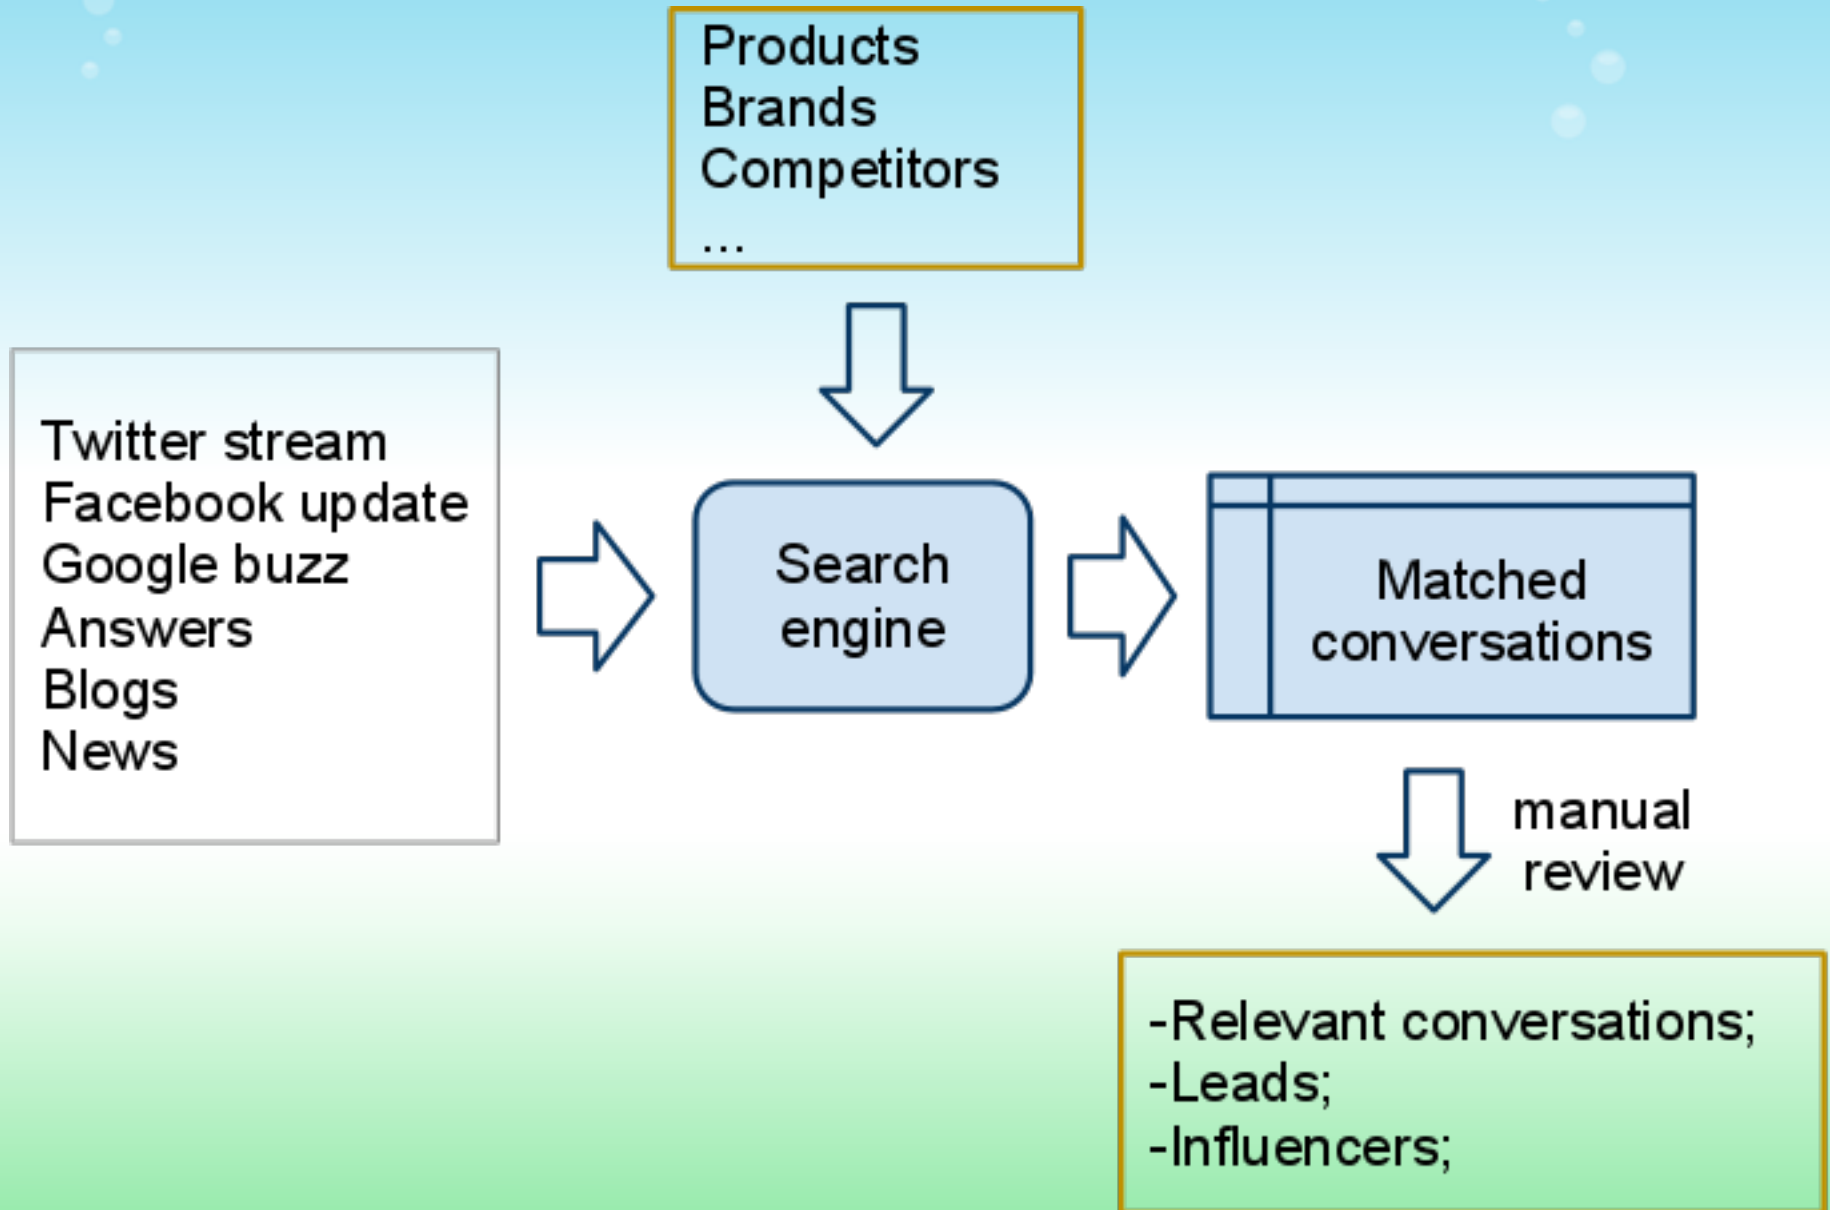 Products
Brands
Competitors
...
Twitter stream
Facebook update
Google buzz
Answers
Blogs
News
Search
engine
Matched
conversations
manual
review
-Relevant conversations;
-Leads;
-Influencers;